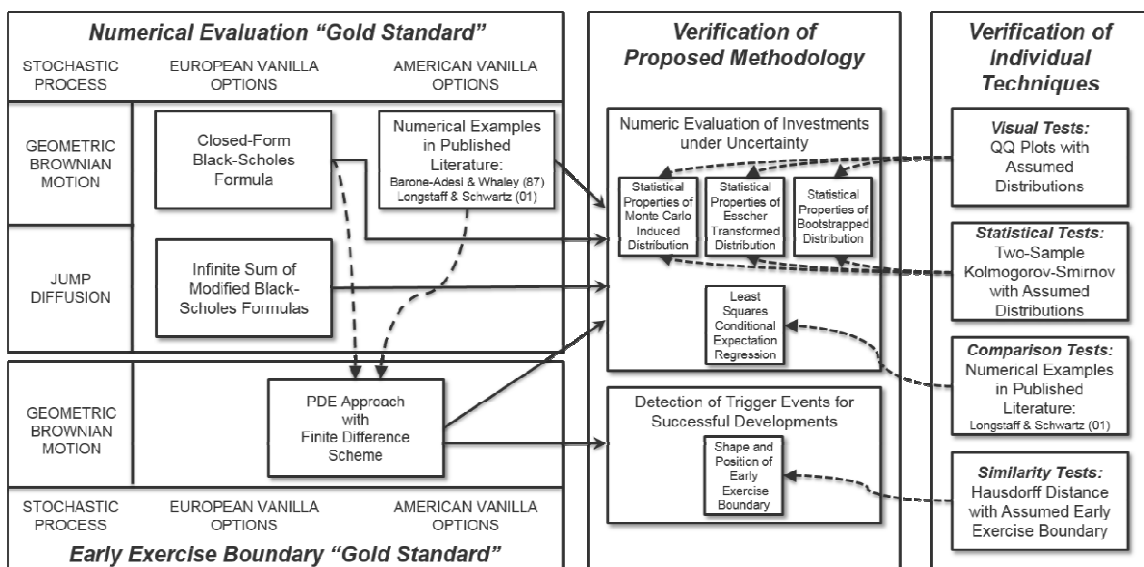 Numerical Evaluation “Gold Standard”
STOCHASTIC
PROCESS
EUROPEAN VANILLA
OPTIONS
AMERICAN VANILLA
OPTIONS
GEOMETRIC
BROWNIAN
MOTION
Closed-Form
Black-Scholes
Formula
Numerical Examples
in Published
Literature:
Barone-Adesi & Whaley (87)
Longstaff & Schwartz (01)
JUMP
DIFFUSION
Infinite Sum of
Modified Black-
Scholes Formulas
GEOMETRIC
BROWNIAN
MOTION
PDE Approach
with
Finite Difference
Scheme
STOCHASTIC
PROCESS
EUROPEAN VANILLA
OPTIONS
AMERICAN VANILLA
OPTIONS
Early Exercise Boundary “Gold Standard”
Verification of
Proposed Methodology
Numeric Evaluation of Investments
under Uncertainty
Statistical
Properties of
Monte Carlo
Induced
Distribution
Statistical
Properties of
Esscher
Transformed
Distribution
Statistical
Properties of
Bootstrapped
Distribution
Least
Squares
Conditional
Expectation
Regression
Detection of Trigger Events for
Successful Developments
Shape and
Position of
Early
Exercise
Boundary
Verification of
Individual
Techniques
Visual Tests:
QQ Plots with
Assumed
Distributions
Statistical Tests:
Two-Sample
Kolmogorov-Smirnov
with Assumed
Distributions
Comparison Tests:
Numerical Examples
in Published
Literature:
Longstaff & Schwartz (01)
Similarity Tests:
Hausdorff Distance
with Assumed Early
Exercise Boundary